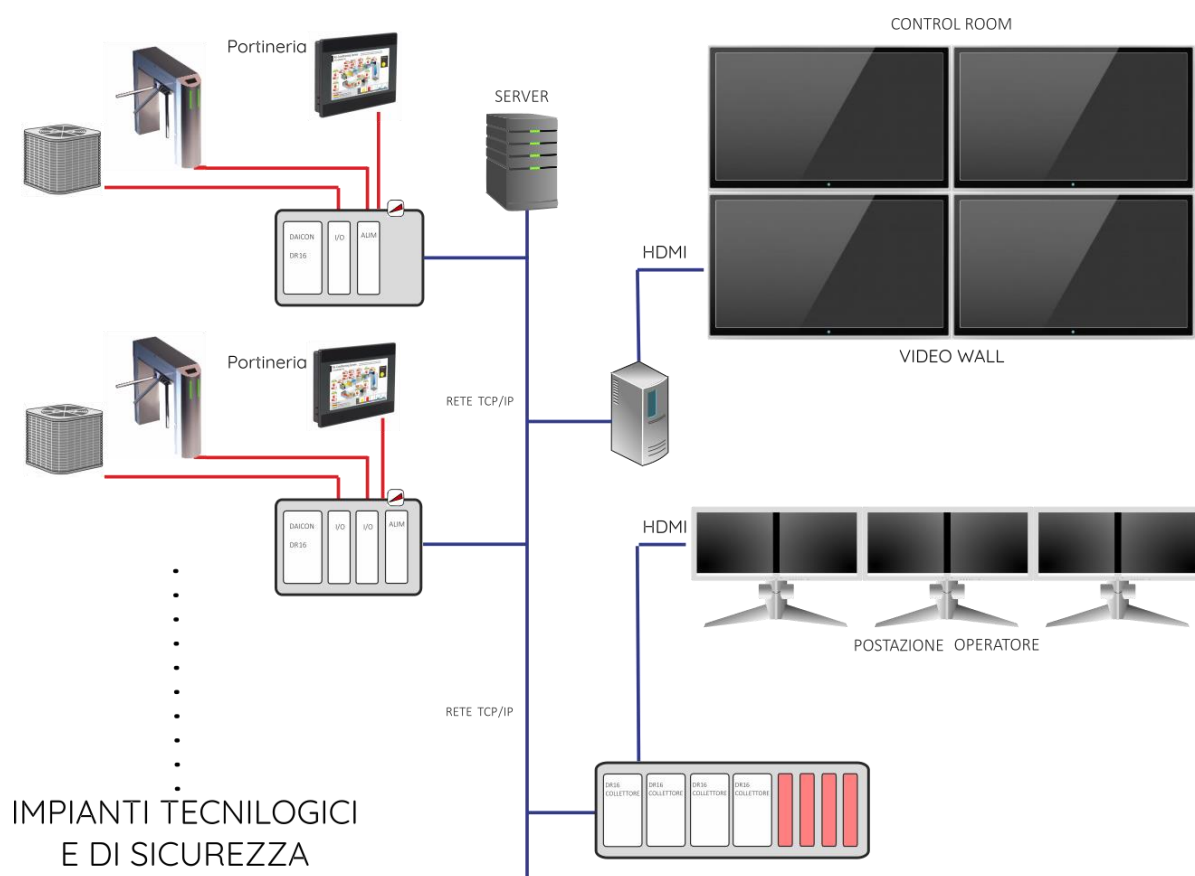 CONTROL ROOM
Portineria
SERVER
DAICON
DR16
I/O
ALIM
HDMI
VIDEO WALL
Portineria
RETE TCP/IP
DAICON
DR16
I/O
I/O
ALIM
HDMI
POSTAZIONE OPERATORE
RETE TCP/IP
DR16
COLLETTORE
DR16
COLLETTORE
DR16
COLLETTORE
DR16
COLLETTORE
IMPIANTI TECNILOGICI
E DI SICUREZZA